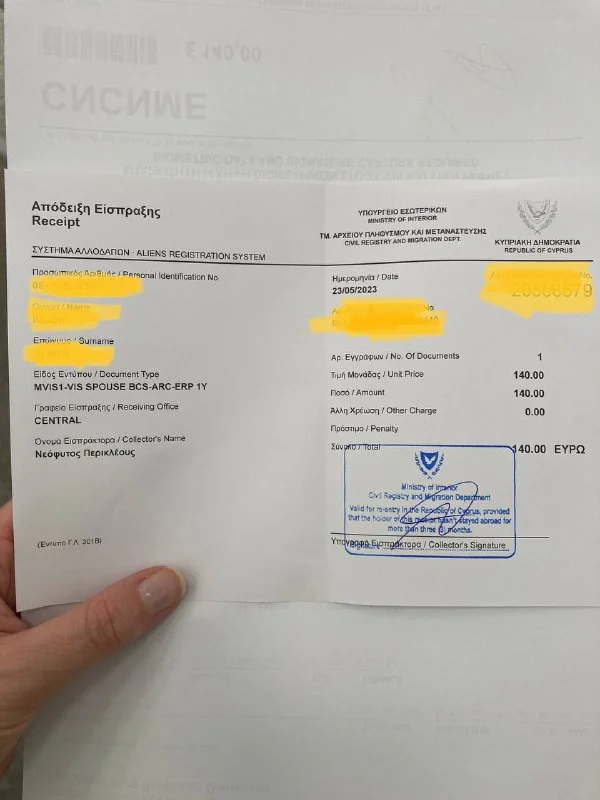 Απόδειξη Είσπραξης
Receipt
ΣΥΣΤΗΜΑ ΑΛΛΟΔΑΠΩΝ - ALIENS REGISTRATION SYSTEM
ΥΠΟΥΡΓΕΙΟ ΕΣΩΤΕΡΙΚΩΝ
MINISTRY OF INTERIOR
ΤΜ. ΑΡΧΕΙΟΥ ΠΛΗΘΥΣΜΟΥ ΚΑΙ ΜΕΤΑΝΑΣΤΕΥΣΗΣ
CIVIL REGISTRY AND MIGRATION DEPT.
ΚΥΠΡΙΑΚΗ ΔΗΜΟΚΡΑΤΙΑ
REPUBLIC OF CYPRUS
Προσωπικός Αριθμός / Personal Identification No.
Όνομα / Name
Επώνυμο / Surname
Είδος Εντύπου / Document Type
MVIS1-VIS SPOUSE BCS-ARC-ERP 1Y
Γραφείο Είσπραξης / Receiving Office
CENTRAL
Όνομα Εισπράκτορα / Collector's Name
Νεόφυτος Περικλέους
(Έντυπο Γ.Λ. 301Β)
Ημερομηνία / Date
23/05/2023
No.
No.
Αρ. Εγγράφων / No. Of Documents 1
Τιμή Μονάδας / Unit Price 140.00
Ποσό / Amount 140.00
Άλλη Χρέωση / Other Charge 0.00
Πρόστιμο / Penalty
Σύνολο / Total 140.00 ΕΥΡΩ
Ministry of Interior
Civil Registry and Migration Department
Valid for re-entry in the Republic of Cyprus, provided
that the holder of this receipt hasn't stayed abroad for
more than three (3) months.
Signature
Υπογραφή Εισπράκτορα / Collector's Signature